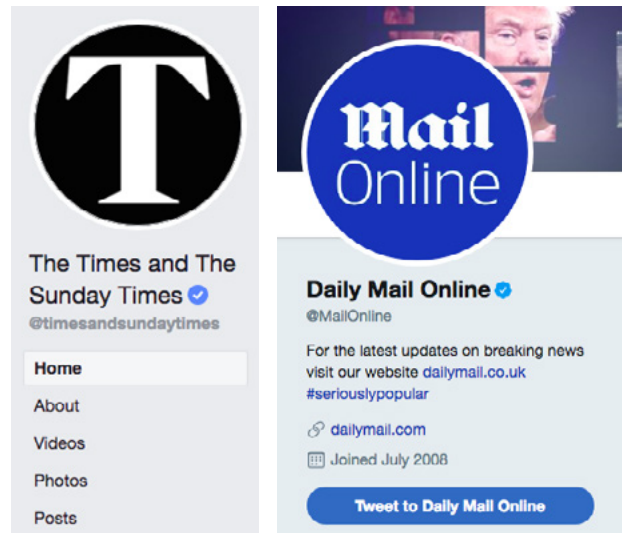 T
The Times and The
Sunday Times
@timesandsundaytimes
Home
About
Videos
Photos
Posts
Mail
Online
Daily Mail Online
@MailOnline
For the latest updates on breaking news
visit our website dailymail.co.uk
#seriouslypopular
dailymail.com
Joined July 2008
Tweet to Daily Mail Online